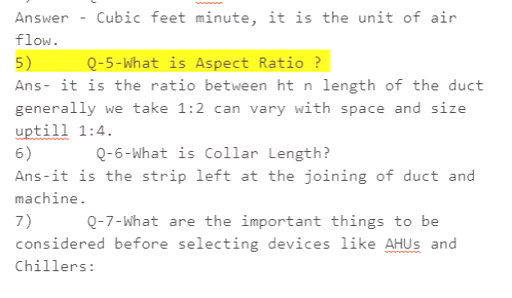 Answer - Cubic feet minute, it is the unit of air
flow.
5) Q-5-What is Aspect Ratio ?
Ans- it is the ratio between ht n length of the duct
generally we take 1:2 can vary with space and size
uptill 1:4.
6) Q-6-What is Collar Length?
Ans-it is the strip left at the joining of duct and
machine.
7) Q-7-What are the important things to be
considered before selecting devices like AHUs and
Chillers: